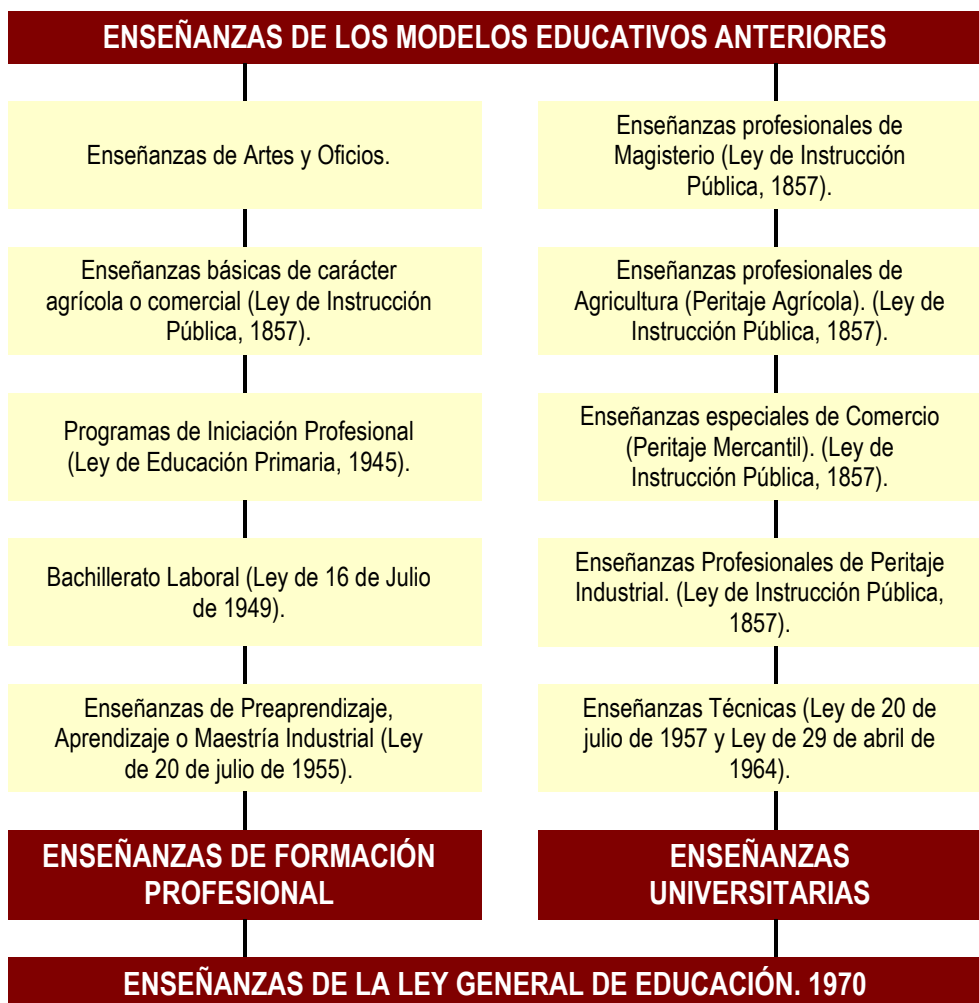 ENSEÑANZAS DE LOS MODELOS EDUCATIVOS ANTERIORES
Enseñanzas de Artes y Oficios.
Enseñanzas básicas de carácter
agrícola o comercial (Ley de Instrucción
Pública, 1857).
Programas de Iniciación Profesional
(Ley de Educación Primaria, 1945).
Bachillerato Laboral (Ley de 16 de Julio
de 1949).
Enseñanzas de Preaprendizaje,
Aprendizaje o Maestría Industrial (Ley
de 20 de julio de 1955).
ENSEÑANZAS DE FORMACIÓN
PROFESIONAL
Enseñanzas profesionales de
Magisterio (Ley de Instrucción
Pública, 1857).
Enseñanzas profesionales de
Agricultura (Peritaje Agrícola). (Ley de
Instrucción Pública, 1857).
Enseñanzas especiales de Comercio
(Peritaje Mercantil). (Ley de
Instrucción Pública, 1857).
Enseñanzas Profesionales de Peritaje
Industrial. (Ley de Instrucción Pública,
1857).
Enseñanzas Técnicas (Ley de 20 de
julio de 1957 y Ley de 29 de abril de
1964).
ENSEÑANZAS
UNIVERSITARIAS
ENSEÑANZAS DE LA LEY GENERAL DE EDUCACIÓN. 1970